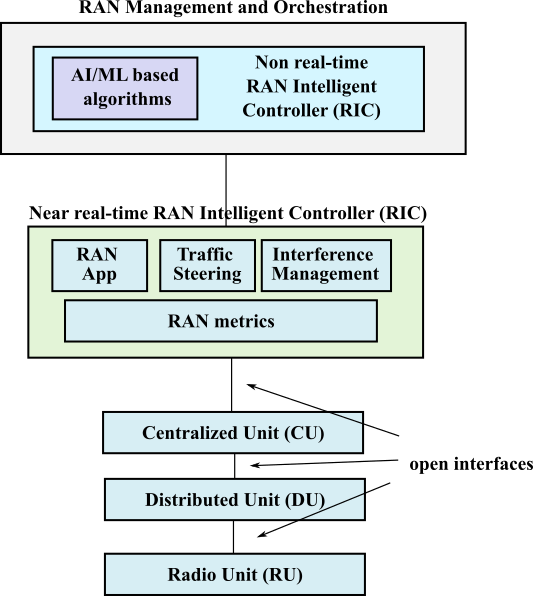 RAN Management and Orchestration
AI/ML based
algorithms
Non real-time
RAN Intelligent
Controller (RIC)
Near real-time RAN Intelligent Controller (RIC)
RAN
App
Traffic
Steering
Interference
Management
RAN metrics
Centralized Unit (CU)
open interfaces
Distributed Unit (DU)
Radio Unit (RU)